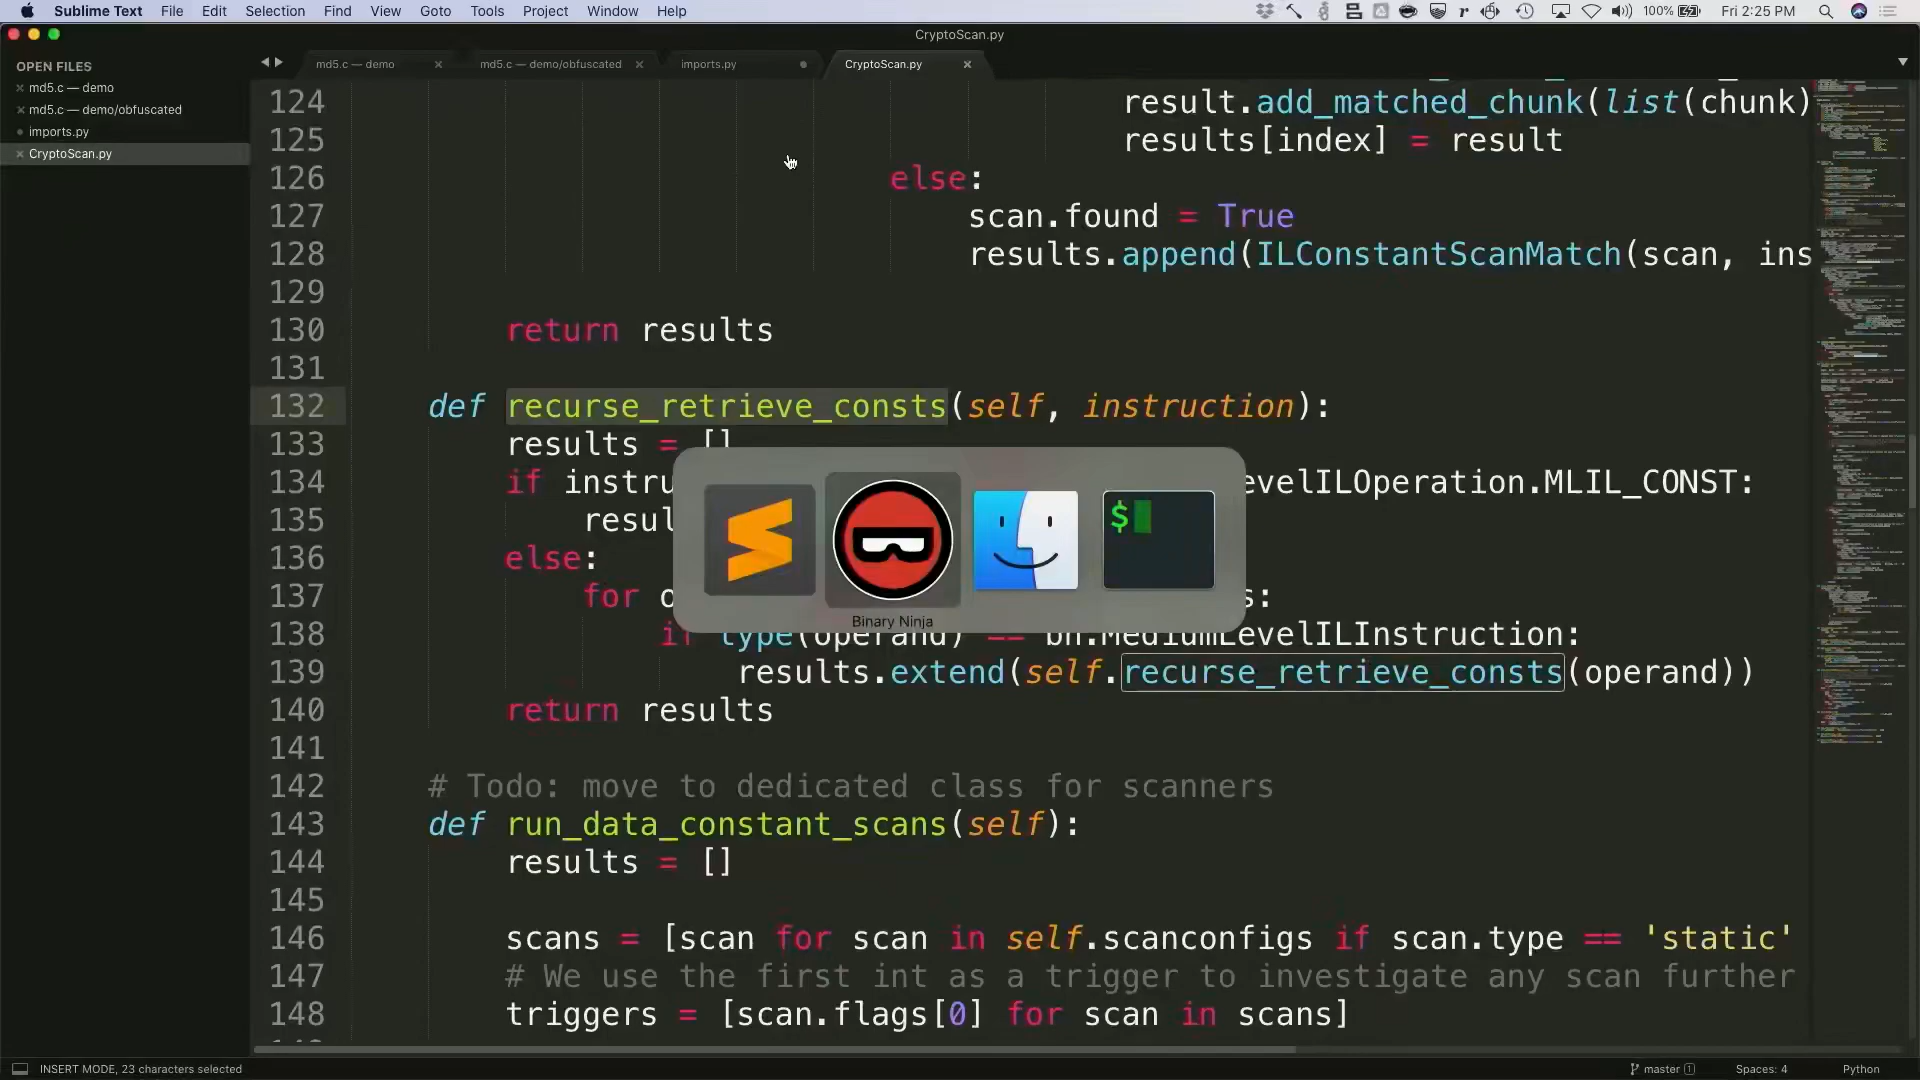 Sublime Text File Edit Selection Find View Goto Tools Project Window Help
100% Fri 2:25 PM
CryptoScan.py
OPEN FILES
md5.c — demo
md5.c — demo/obfuscated
imports.py
CryptoScan.py
md5.c — demo md5.c — demo/obfuscated imports.py CryptoScan.py
124 result.add_matched_chunk(list(chunk)
125 results[index] = result
126 else:
127 scan.found = True
128 results.append(ILConstantScanMatch(scan, ins
129
130 return results
131
132 def recurse_retrieve_consts(self, instruction):
133 results = []
134 if instru evelILOperation.MLIL_CONST:
135 resul
136 else:
137 for o s:
138 if type(operand) == bn.MediumLevelILInstruction:
139 results.extend(self.recurse_retrieve_consts(operand))
140 return results
141
142 # Todo: move to dedicated class for scanners
143 def run_data_constant_scans(self):
144 results = []
145
146 scans = [scan for scan in self.scanconfigs if scan.type == 'static'
147 # We use the first int as a trigger to investigate any scan further
148 triggers = [scan.flags[0] for scan in scans]
$
Binary Ninja
INSERT MODE, 23 characters selected
master 1 Spaces: 4 Python